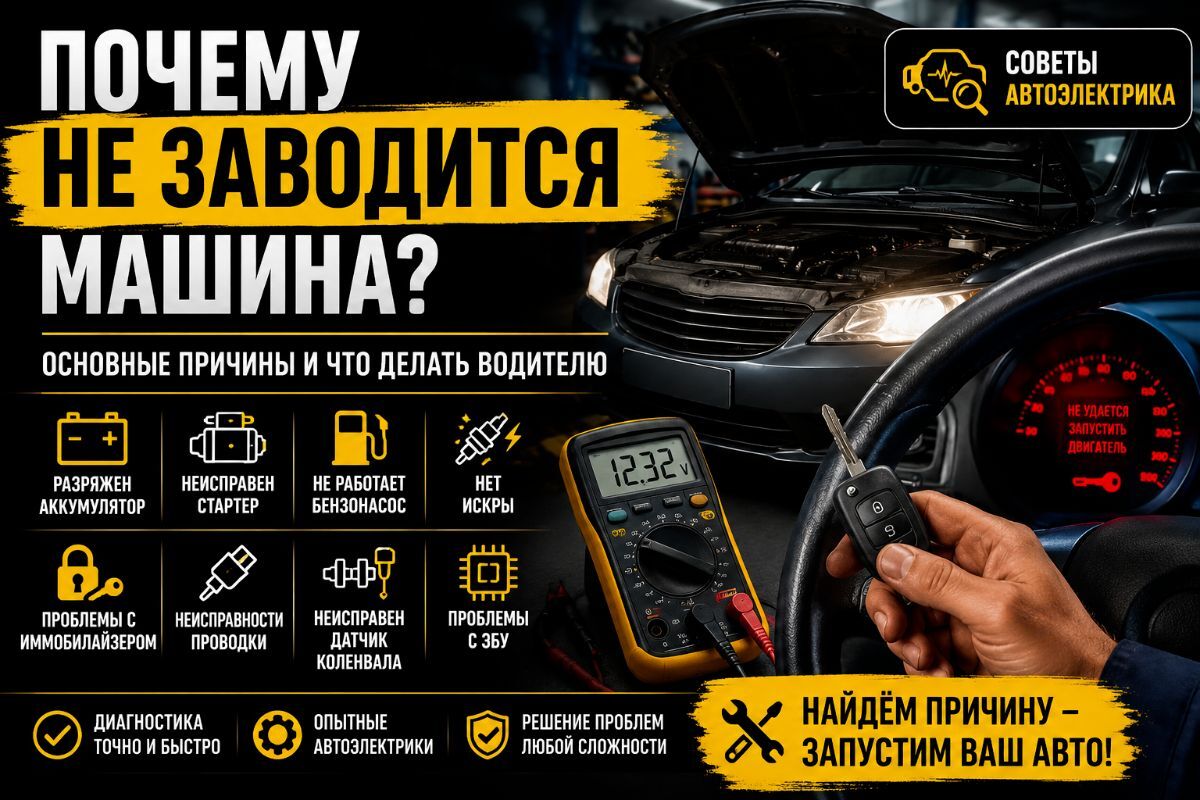 ПОЧЕМУ
НЕ ЗАВОДИТСЯ
МАШИНА?
СОВЕТЫ
АВТОЭЛЕКТРИКА
ОСНОВНЫЕ ПРИЧИНЫ И ЧТО ДЕЛАТЬ ВОДИТЕЛЮ
РАЗРЯЖЕН
АККУМУЛЯТОР
НЕИСПРАВЕН
СТАРТЕР
НЕ РАБОТАЕТ
БЕНЗОНАСОС
НЕТ
ИСКРЫ
ПРОБЛЕМЫ С
ИММОБИЛАЙЗЕРОМ
НЕИСПРАВНОСТИ
ПРОВОДКИ
НЕИСПРАВЕН
ДАТЧИК
КОЛЕНВАЛА
ПРОБЛЕМЫ
С ЭБУ
12.32 V
НЕ УДАЕТСЯ
ЗАПУСТИТЬ
ДВИГАТЕЛЬ
ДИАГНОСТИКА
ТОЧНО И БЫСТРО
ОПЫТНЫЕ
АВТОЭЛЕКТРИКИ
РЕШЕНИЕ ПРОБЛЕМ
ЛЮБОЙ СЛОЖНОСТИ
НАЙДЁМ ПРИЧИНУ –
ЗАПУСТИМ ВАШ АВТО!